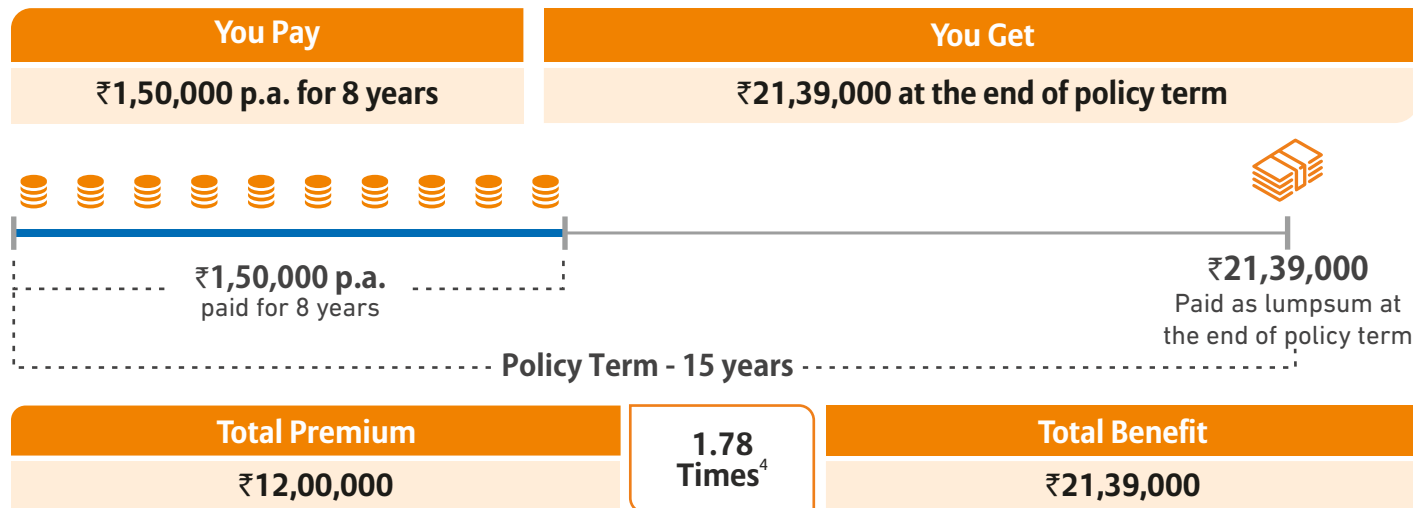 You Pay
You Get
₹1,50,000 p.a. for 8 years
₹21,39,000 at the end of policy term
₹1,50,000 p.a.
paid for 8 years
₹21,39,000
Paid as lumpsum at
the end of policy term
Policy Term - 15 years
Total Premium
1.78
Times⁴
Total Benefit
₹12,00,000
₹21,39,000